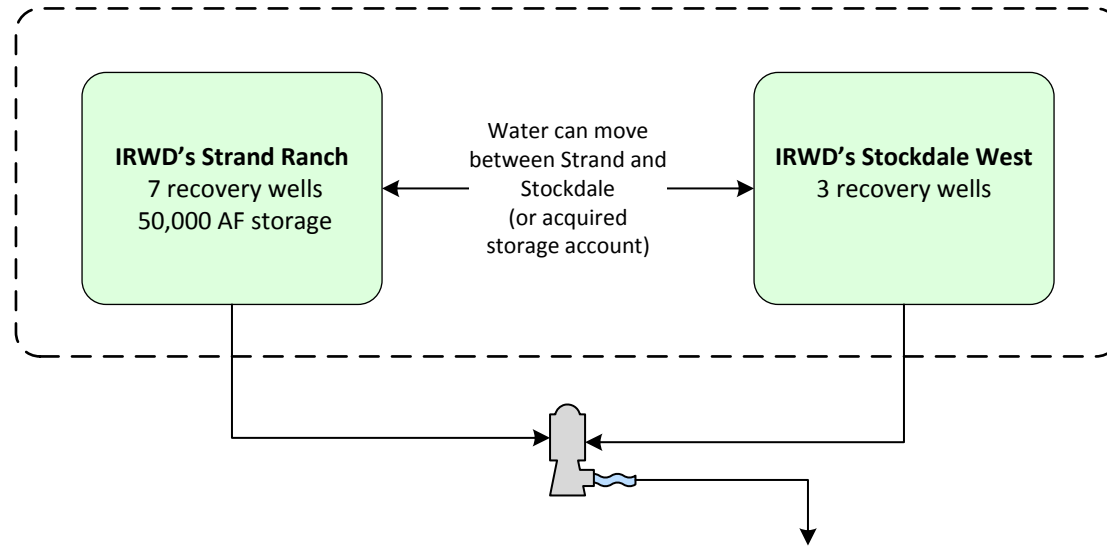 IRWD’s Strand Ranch
7 recovery wells
50,000 AF storage
Water can move
between Strand and
Stockdale
(or acquired
storage account)
IRWD’s Stockdale West
3 recovery wells